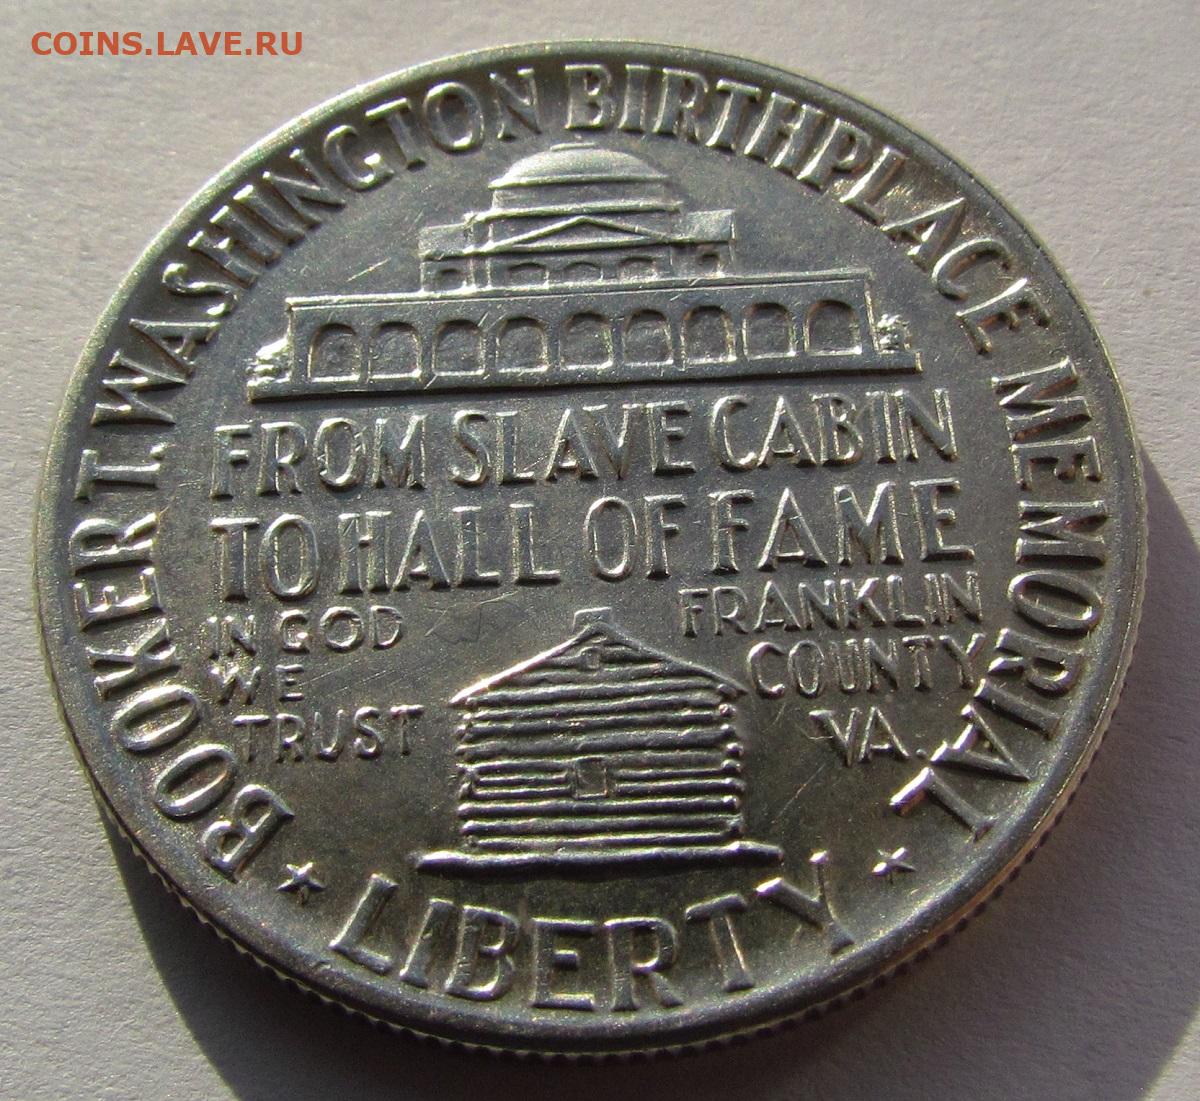 COINS.LAVE.RU
BOOKER T. WASHINGTON BIRTHPLACE MEMORIAL
FROM SLAVE CABIN
TO HALL OF FAME
IN GOD
WE
TRUST
FRANKLIN
COUNTY
VA.
LIBERTY